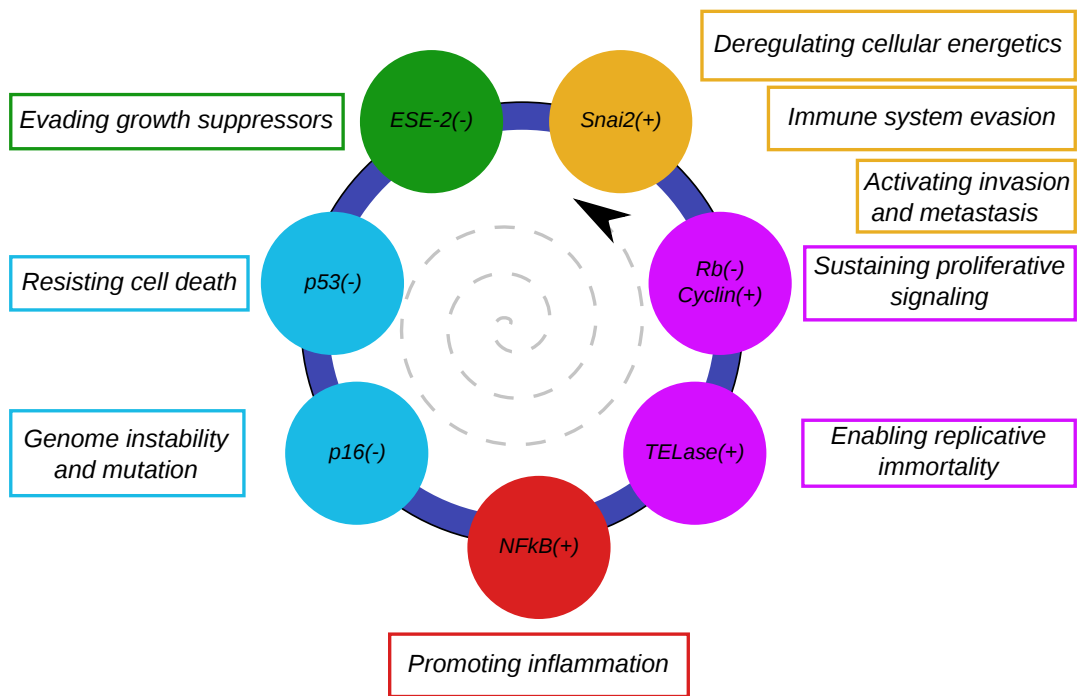 Deregulating cellular energetics
Evading growth suppressors
ESE-2(-)
Snai2(+)
Immune system evasion
Activating invasion
and metastasis
Resisting cell death
p53(-)
Rb(-)
Cyclin(+)
Sustaining proliferative
signaling
Genome instability
and mutation
p16(-)
TELase(+)
Enabling replicative
immortality
NFkB(+)
Promoting inflammation